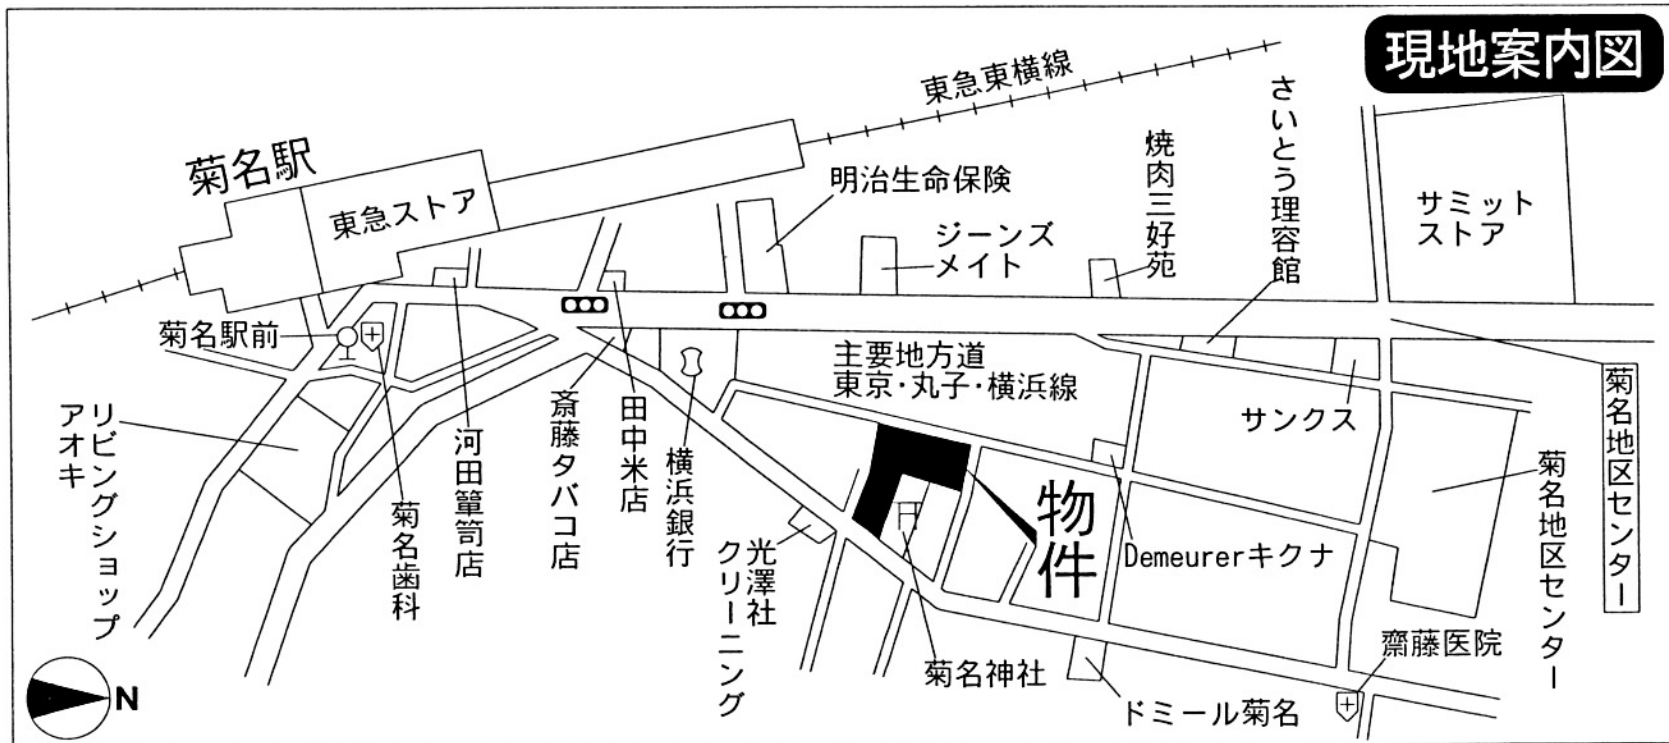 現地案内図
東急東横線
菊名駅
東急ストア
明治生命保険
ジーンズ
メイト
焼肉三好苑
さいとう理容館
サミット
ストア
菊名駅前
主要地方道
東京・丸子・横浜線
サンクス
菊名地区センター
菊名地区センター
リビングショップ
アオキ
菊名歯科
河田簞笥店
斎藤タバコ店
田中米店
横浜銀行
光澤社
クリーニング
物件
Demeurerキクナ
菊名神社
ドミール菊名
齋藤医院
N